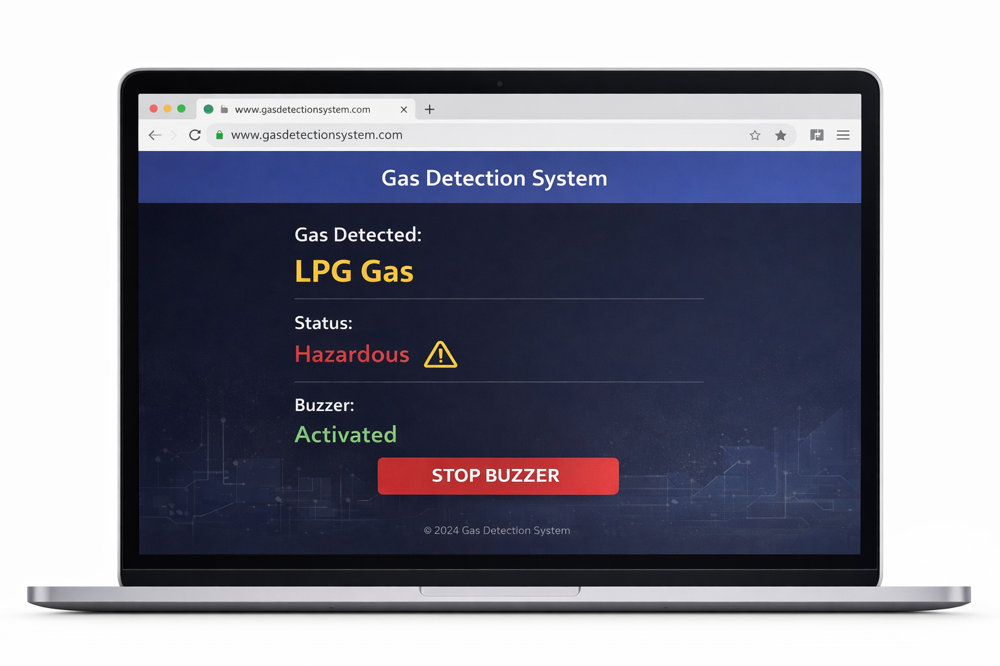 www.gasdetectionsystem.com
www.gasdetectionsystem.com
Gas Detection System
Gas Detected:
LPG Gas
Status:
Hazardous
Buzzer:
Activated
STOP BUZZER
© 2024 Gas Detection System